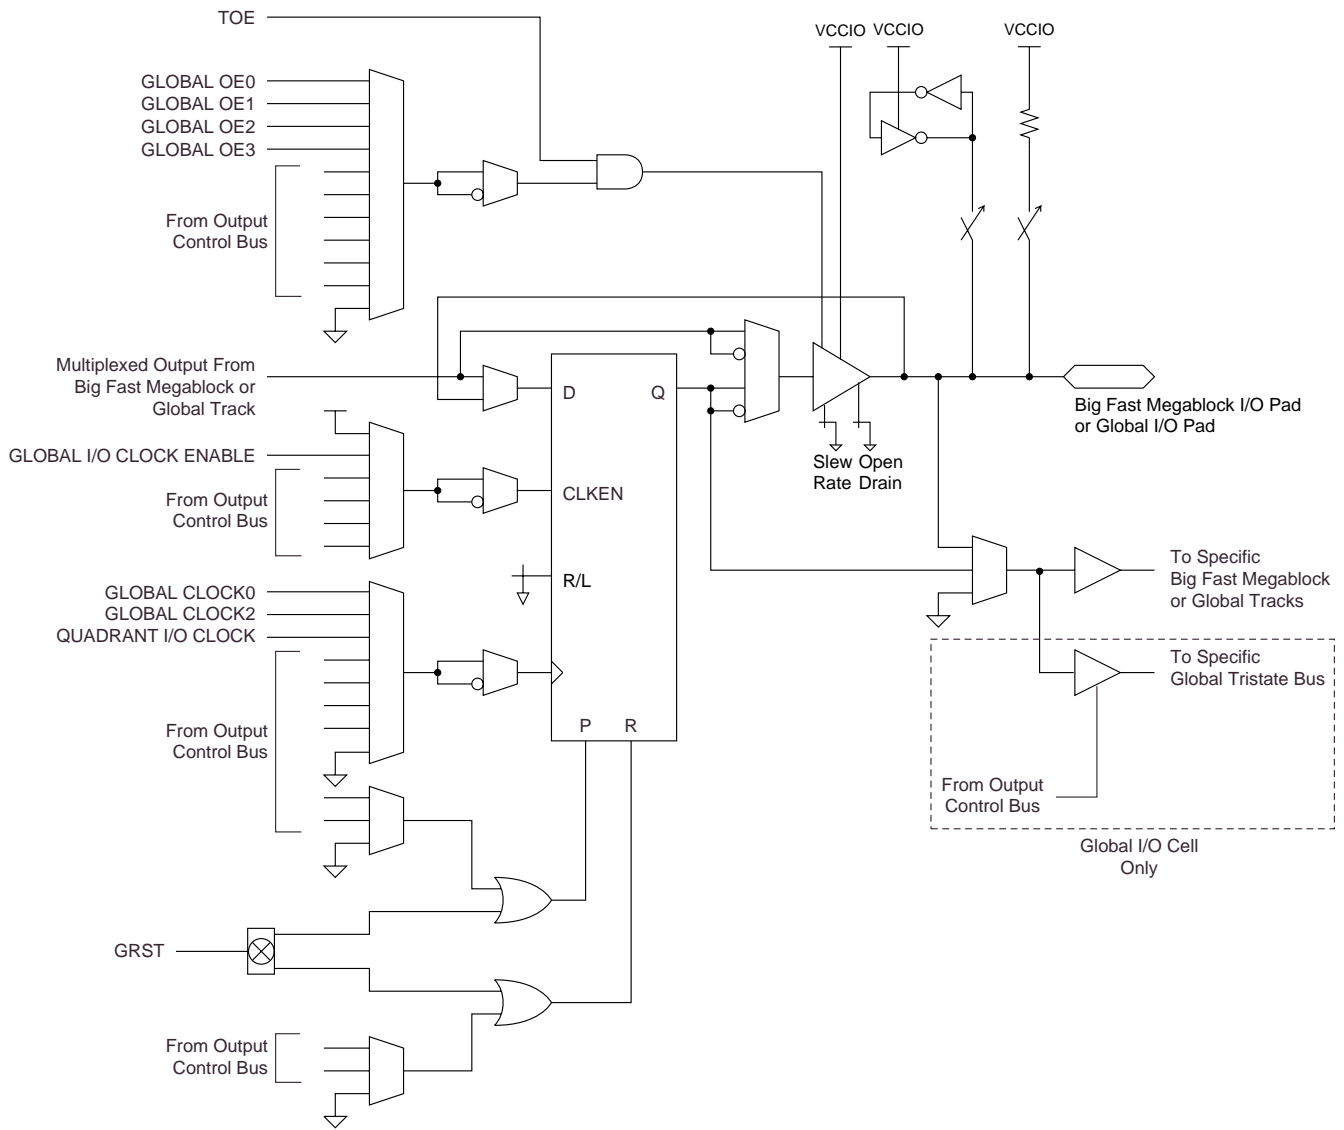 TOE
VCCIO VCCIO VCCIO
GLOBAL OE0
GLOBAL OE1
GLOBAL OE2
GLOBAL OE3
From Output
Control Bus
Multiplexed Output From
Big Fast Megablock or
Global Track
D
Q
Big Fast Megablock I/O Pad
or Global I/O Pad
GLOBAL I/O CLOCK ENABLE
Slew Open
Rate Drain
From Output
Control Bus
CLKEN
R/L
To Specific
Big Fast Megablock
or Global Tracks
GLOBAL CLOCK0
GLOBAL CLOCK2
QUADRANT I/O CLOCK
To Specific
Global Tristate Bus
From Output
Control Bus
P
R
From Output
Control Bus
Global I/O Cell
Only
GRST
From Output
Control Bus